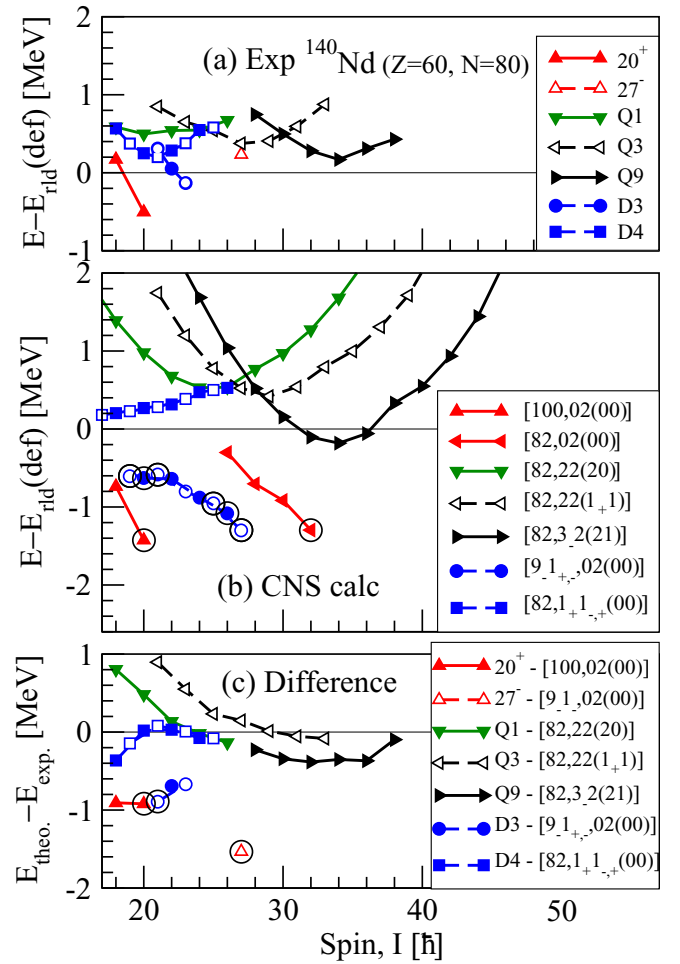 (a) Exp ¹⁴⁰Nd (Z=60, N=80)
E−E_rld(def) [MeV]
2
1
0
-1
20⁺
27⁻
Q1
Q3
Q9
D3
D4
(b) CNS calc
E−E_rld(def) [MeV]
2
1
0
-1
-2
[100,02(00)]
[82,02(00)]
[82,22(20)]
[82,22(1₊1)]
[82,3₋2(21)]
[9₋1₊,₋,02(00)]
[82,1₊1₋,₊(00)]
(c) Difference
E_theo.−E_exp. [MeV]
1
0
-1
-2
20⁺ - [100,02(00)]
27⁻ - [9₋1₋,02(00)]
Q1 - [82,22(20)]
Q3 - [82,22(1₊1)]
Q9 - [82,3₋2(21)]
D3 - [9₋1₊,₋,02(00)]
D4 - [82,1₊1₋,₊(00)]
20 30 40 50
Spin, I [ħ]